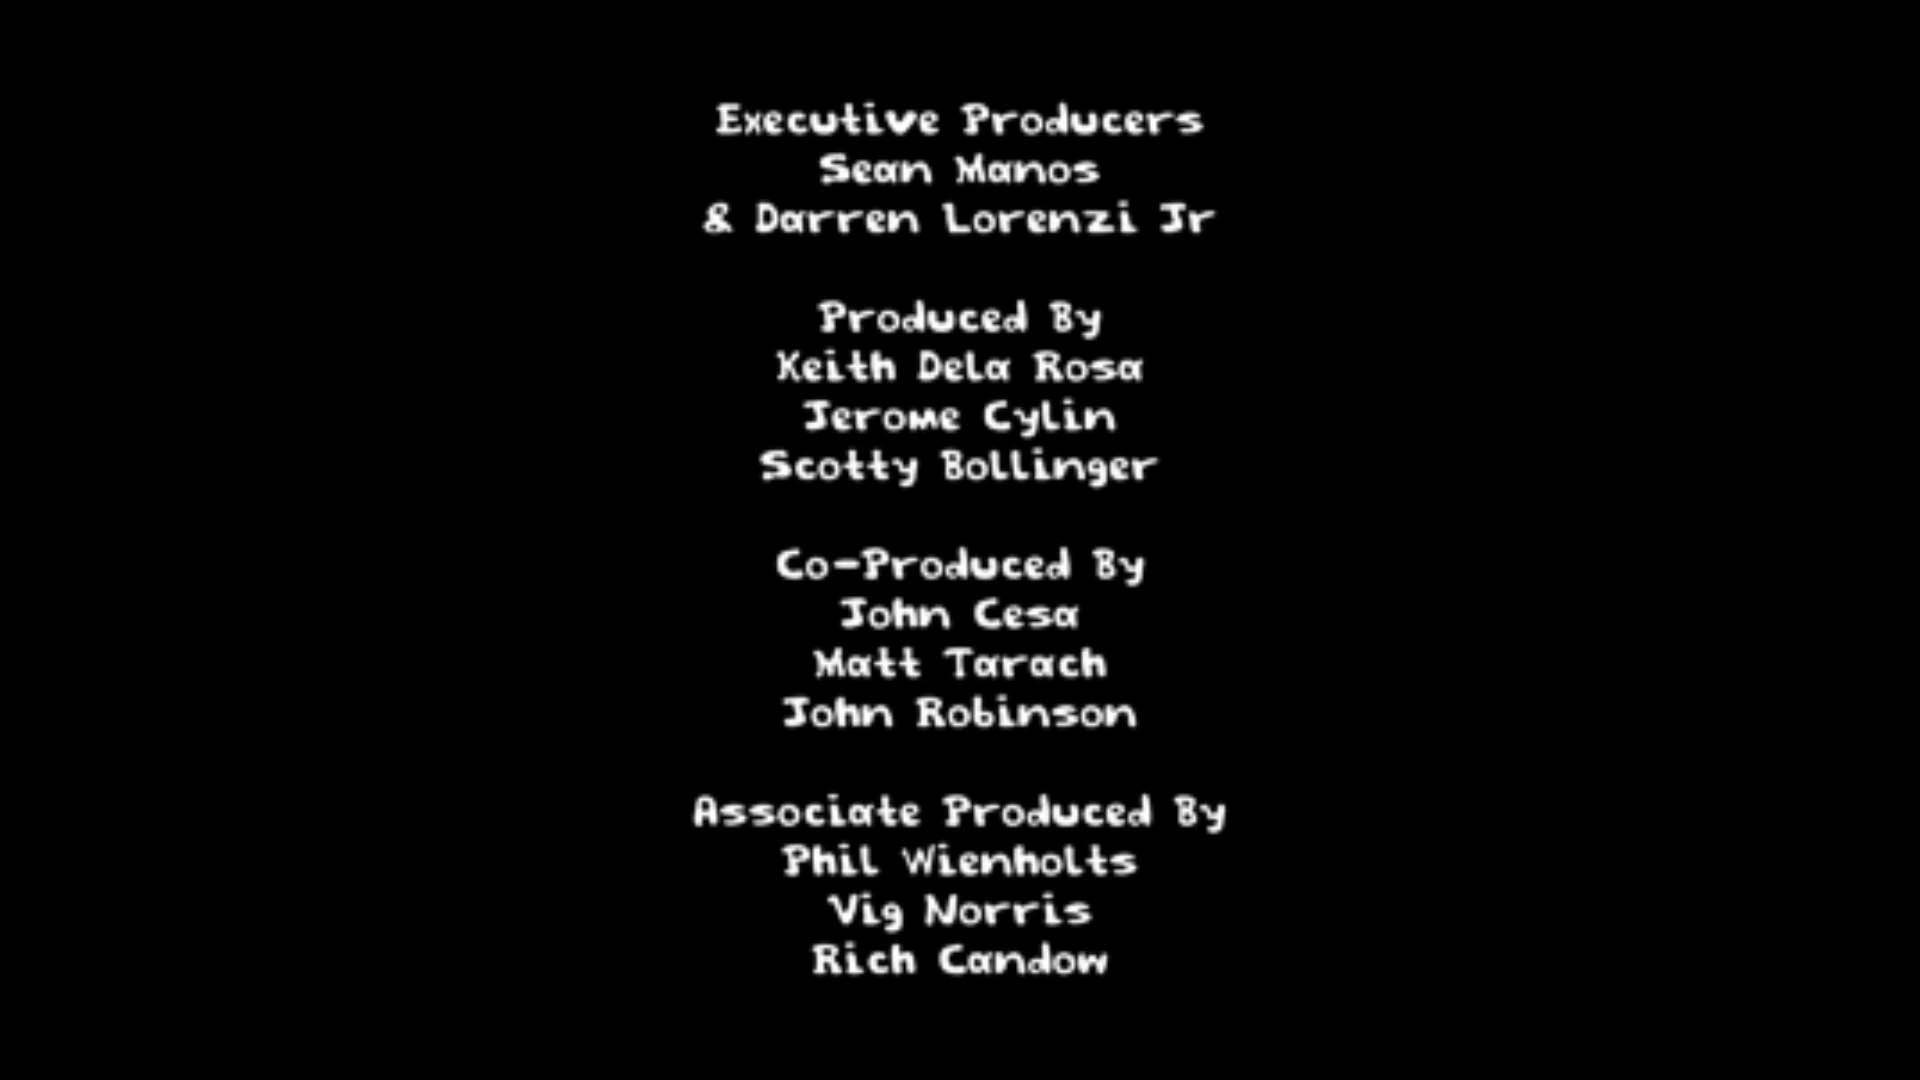 Executive Producers
Sean Manos
& Darren Lorenzi Jr
Produced By
Keith Dela Rosa
Jerome Cylin
Scotty Bollinger
Co-Produced By
John Cesa
Matt Tarach
John Robinson
Associate Produced By
Phil Wienholts
Vig Norris
Rich Candow